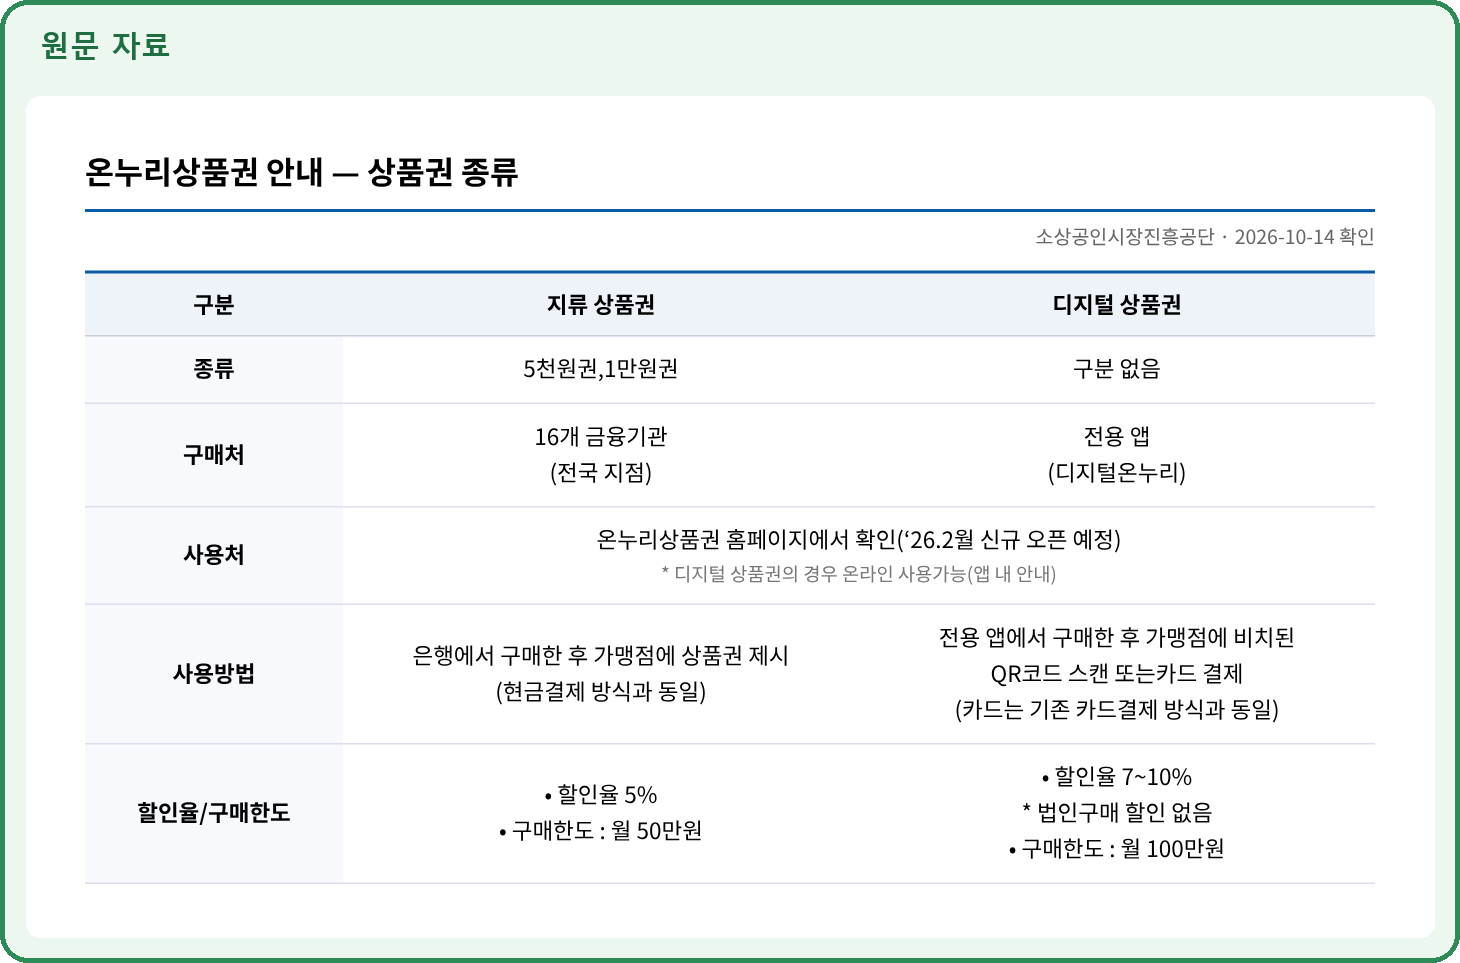 원문 자료
온누리상품권 안내 — 상품권 종류
소상공인시장진흥공단 · 2026-10-14 확인
구분 지류 상품권 디지털 상품권
종류 5천원권,1만원권 구분 없음
구매처
16개 금융기관
(전국 지점)
전용 앱
(디지털온누리)
사용처
온누리상품권 홈페이지에서 확인(‘26.2월 신규 오픈 예정)
* 디지털 상품권의 경우 온라인 사용가능(앱 내 안내)
사용방법
은행에서 구매한 후 가맹점에 상품권 제시
(현금결제 방식과 동일)
전용 앱에서 구매한 후 가맹점에 비치된
QR코드 스캔 또는카드 결제
(카드는 기존 카드결제 방식과 동일)
할인율/구매한도
• 할인율 5%
• 구매한도 : 월 50만원
• 할인율 7~10%
* 법인구매 할인 없음
• 구매한도 : 월 100만원